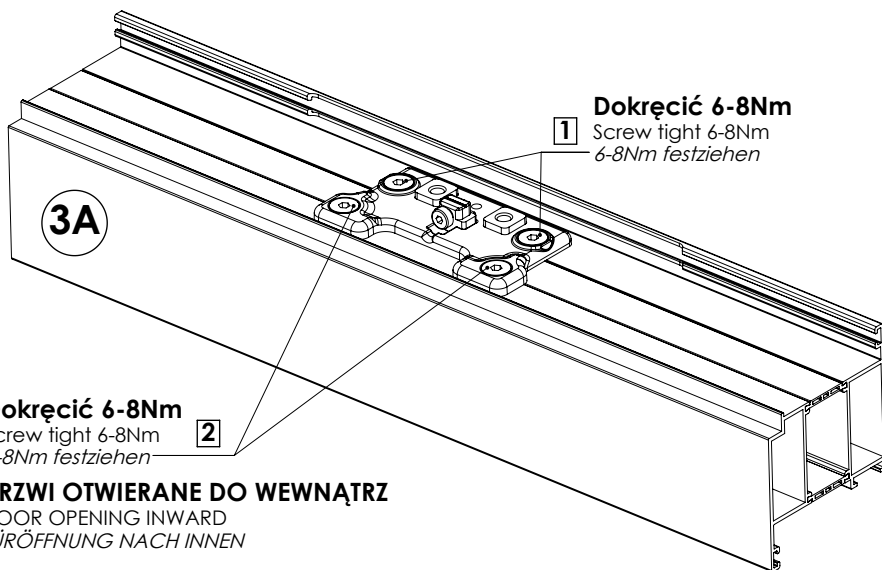 Dokręcić 6-8Nm
1
Screw tight 6-8Nm
6-8Nm festziehen
3A
okręcić 6-8Nm
crew tight 6-8Nm
2
-8Nm festziehen
RZWI OTWIERANE DO WEWNĄTRZ
OOR OPENING INWARD
ÜRÖFFNUNG NACH INNEN